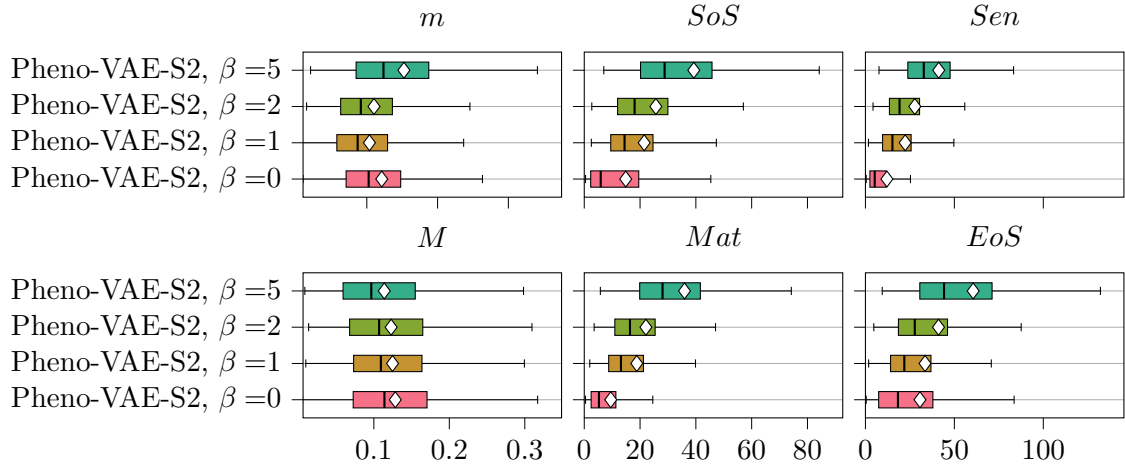 m SoS Sen
Pheno-VAE-S2, β =5
Pheno-VAE-S2, β =2
Pheno-VAE-S2, β =1
Pheno-VAE-S2, β =0
M Mat EoS
Pheno-VAE-S2, β =5
Pheno-VAE-S2, β =2
Pheno-VAE-S2, β =1
Pheno-VAE-S2, β =0
0.1 0.2 0.3 0 20 40 60 80 0 50 100